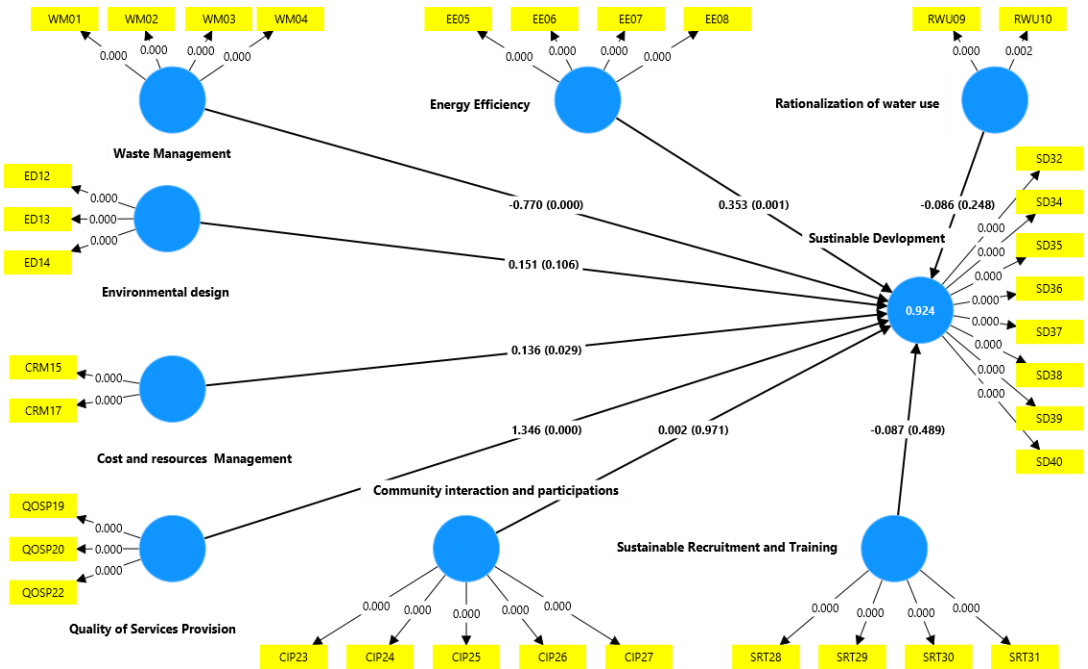 WM01 WM02 WM03 WM04 EE05 EE06 EE07 EE08 RWU09 RWU10
0.000 0.000 0.000 0.000 0.000 0.000 0.000 0.000 0.000 0.002
Energy Efficiency
Rationalization of water use
Waste Management
SD32
ED12
0.000
SD34
ED13
0.000
0.000
ED14
-0.770 (0.000)
0.353 (0.001)
-0.086 (0.248)
0.000
0.000
Sustinable Devlopment
SD35
0.151 (0.106)
0.000
Environmental design
SD36
0.000
0.924
0.000
SD37
0.136 (0.029)
0.000
CRM15
0.000
0.000
SD38
0.000
CRM17
0.000
SD39
1.346 (0.000)
0.002 (0.971)
-0.087 (0.489)
Cost and resources  Management
SD40
Community interaction and participations
QOSP19
0.000
QOSP20
0.000
Sustainable Recruitment and Training
0.000
QOSP22
0.000 0.000 0.000 0.000 0.000
0.000 0.000 0.000 0.000
Quality of Services Provision
CIP23 CIP24 CIP25 CIP26 CIP27
SRT28 SRT29 SRT30 SRT31